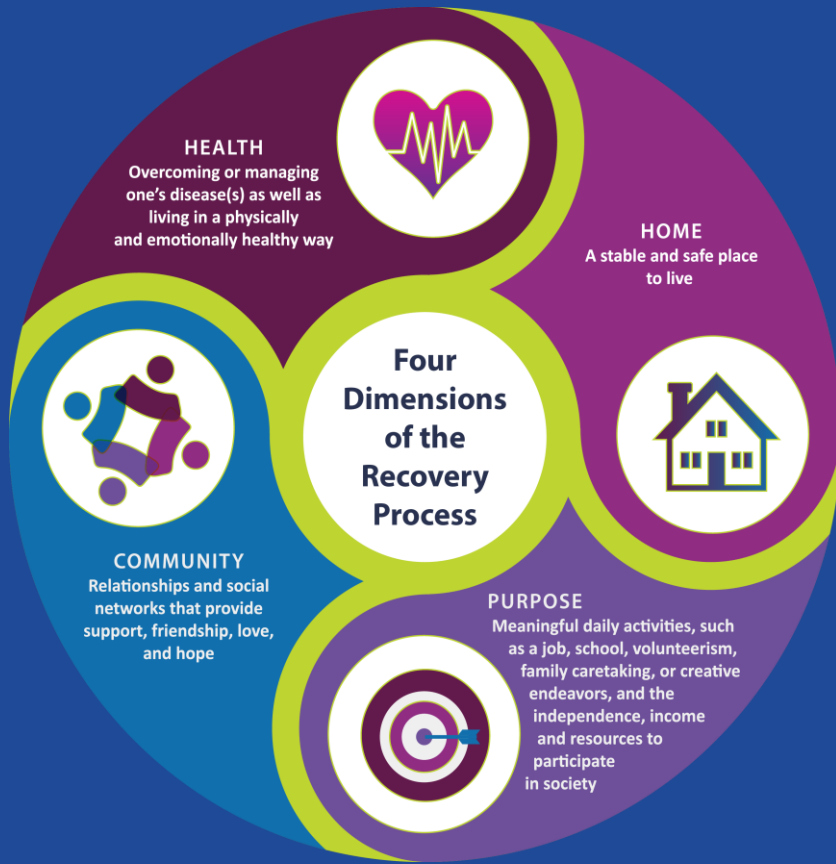 HEALTH
Overcoming or managing
one’s disease(s) as well as
living in a physically
and emotionally healthy way
HOME
A stable and safe place
to live
Four
Dimensions
of the
Recovery
Process
COMMUNITY
Relationships and social
networks that provide
support, friendship, love,
and hope
PURPOSE
Meaningful daily activities, such
as a job, school, volunteerism,
family caretaking, or creative
endeavors, and the
independence, income
and resources to
participate
in society